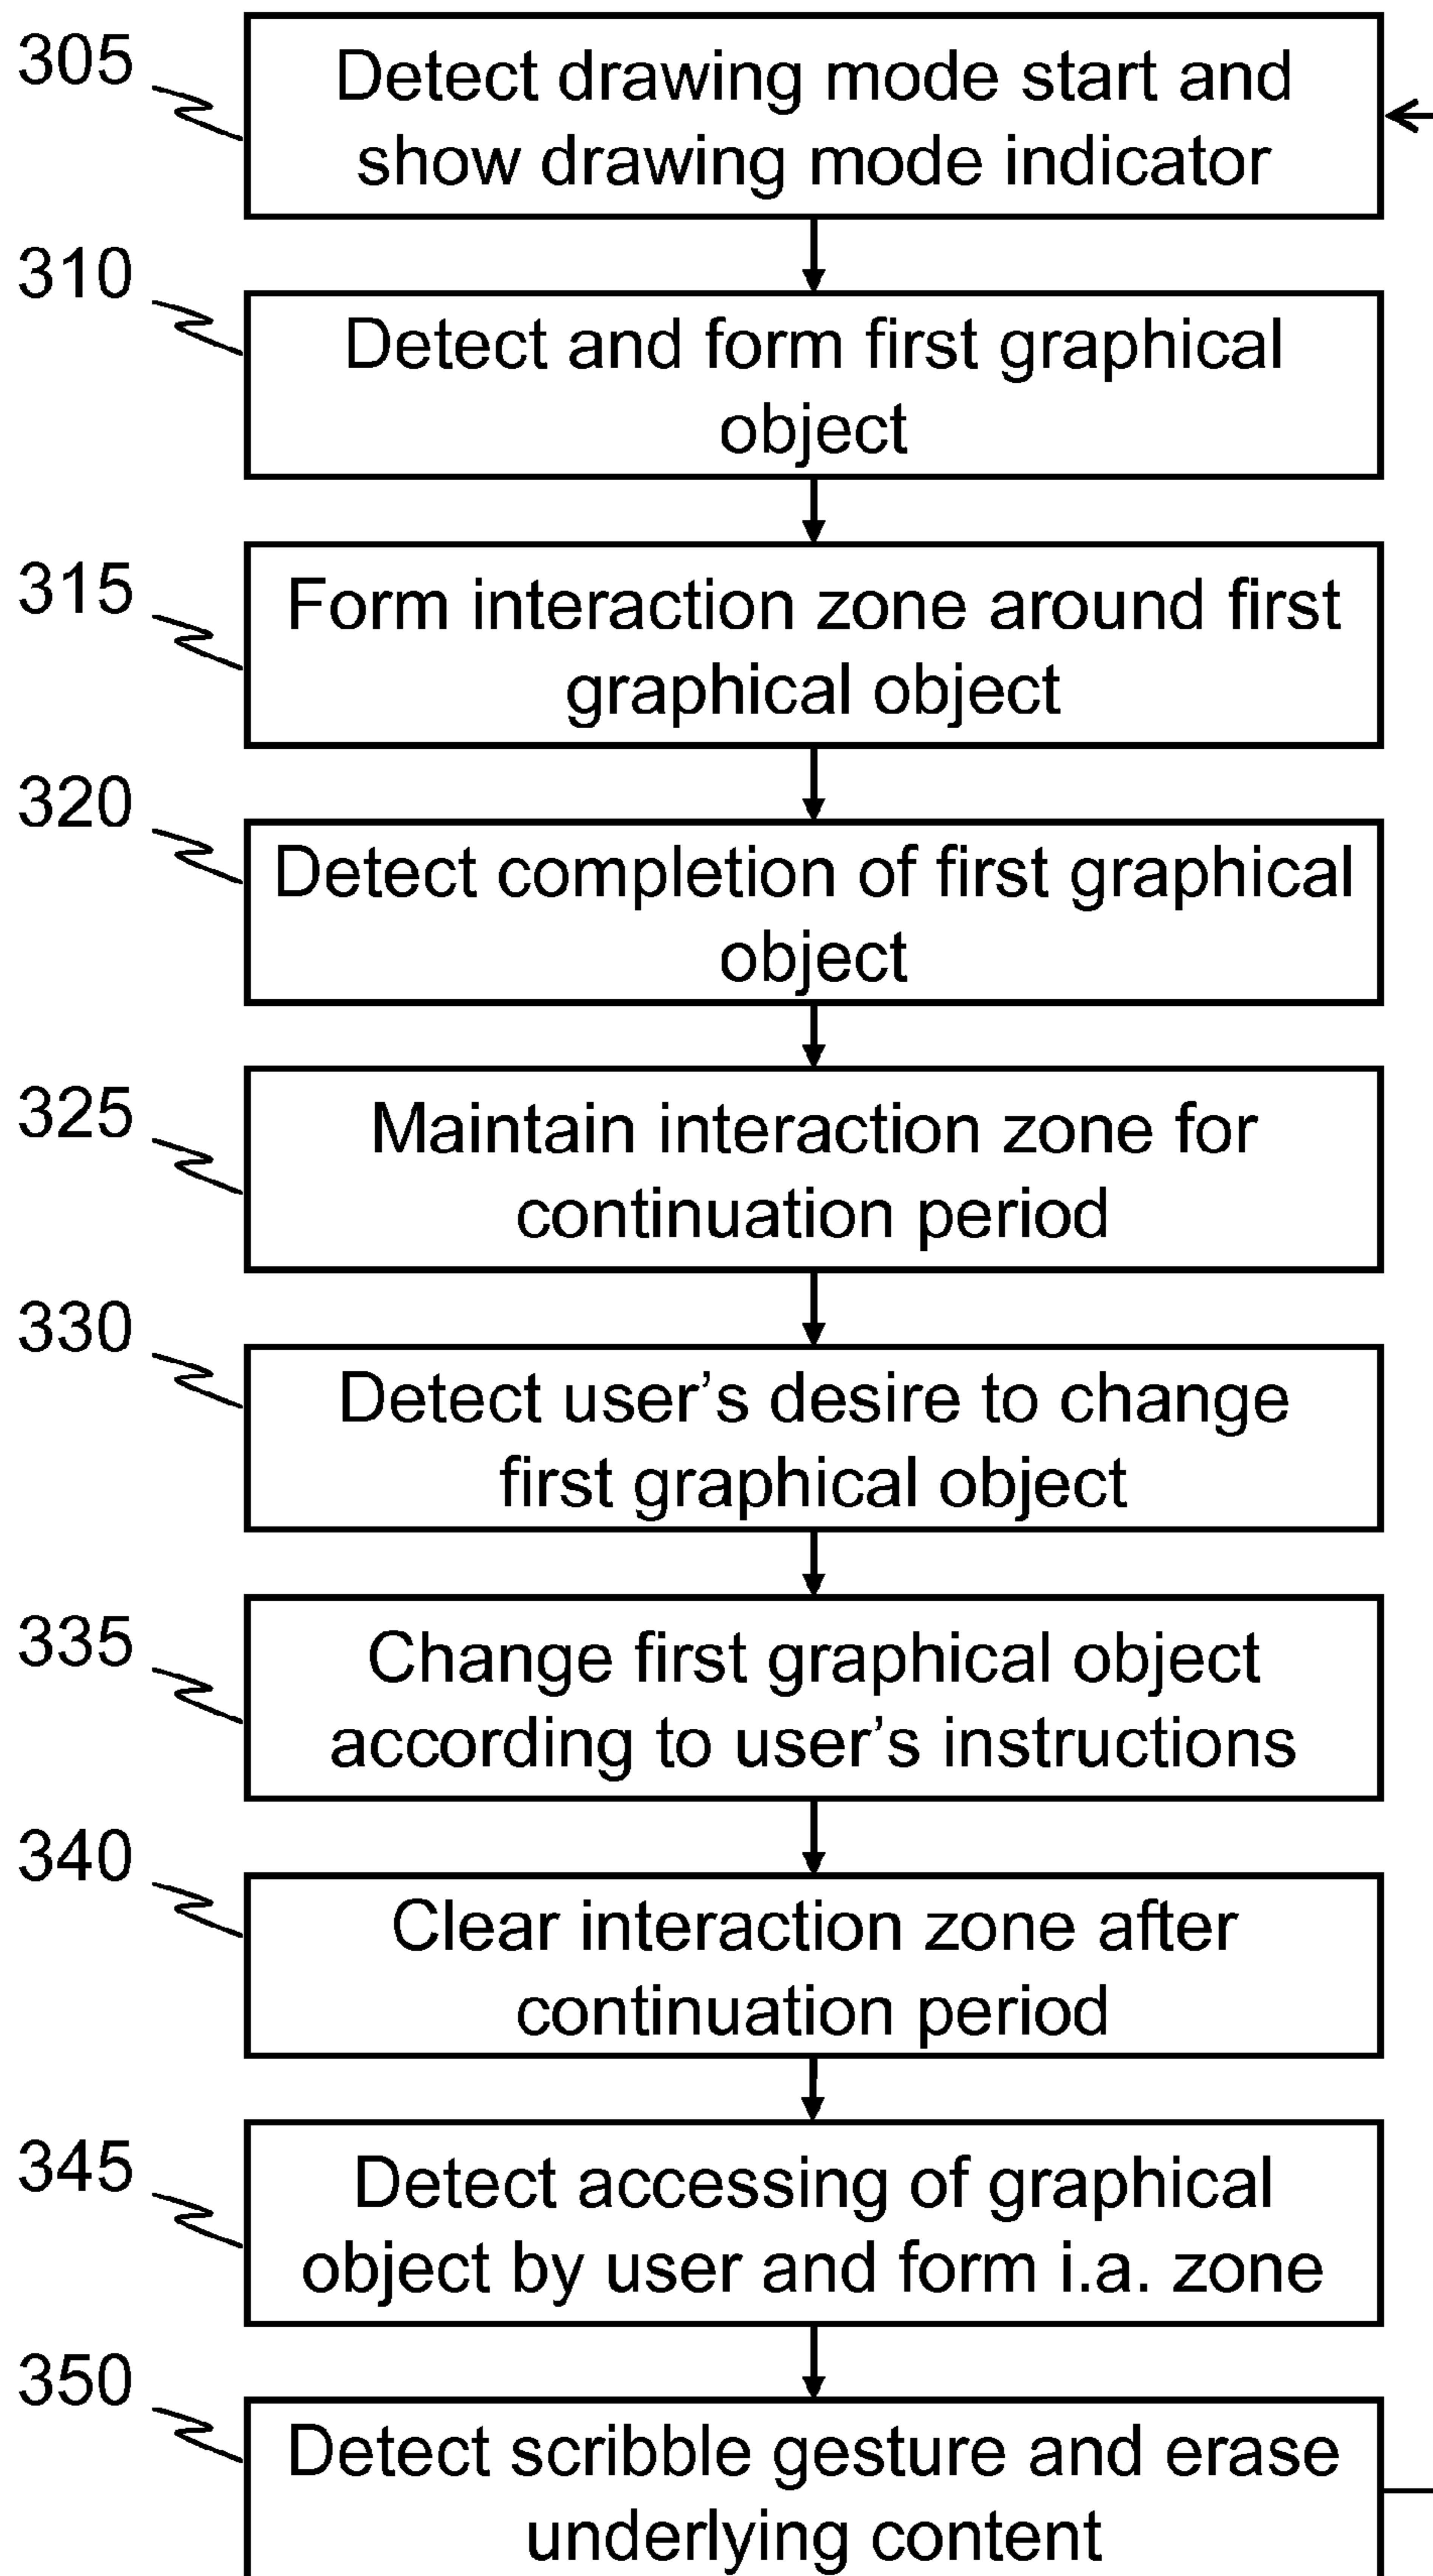 305
Detect drawing mode start and
show drawing mode indicator
310
Detect and form first graphical
object
315
Form interaction zone around first
graphical object
320
Detect completion of first graphical
object
325
Maintain interaction zone for
continuation period
330
Detect user’s desire to change
first graphical object
335
Change first graphical object
according to user’s instructions
340
Clear interaction zone after
continuation period
345
Detect accessing of graphical
object by user and form i.a. zone
350
Detect scribble gesture and erase
underlying content